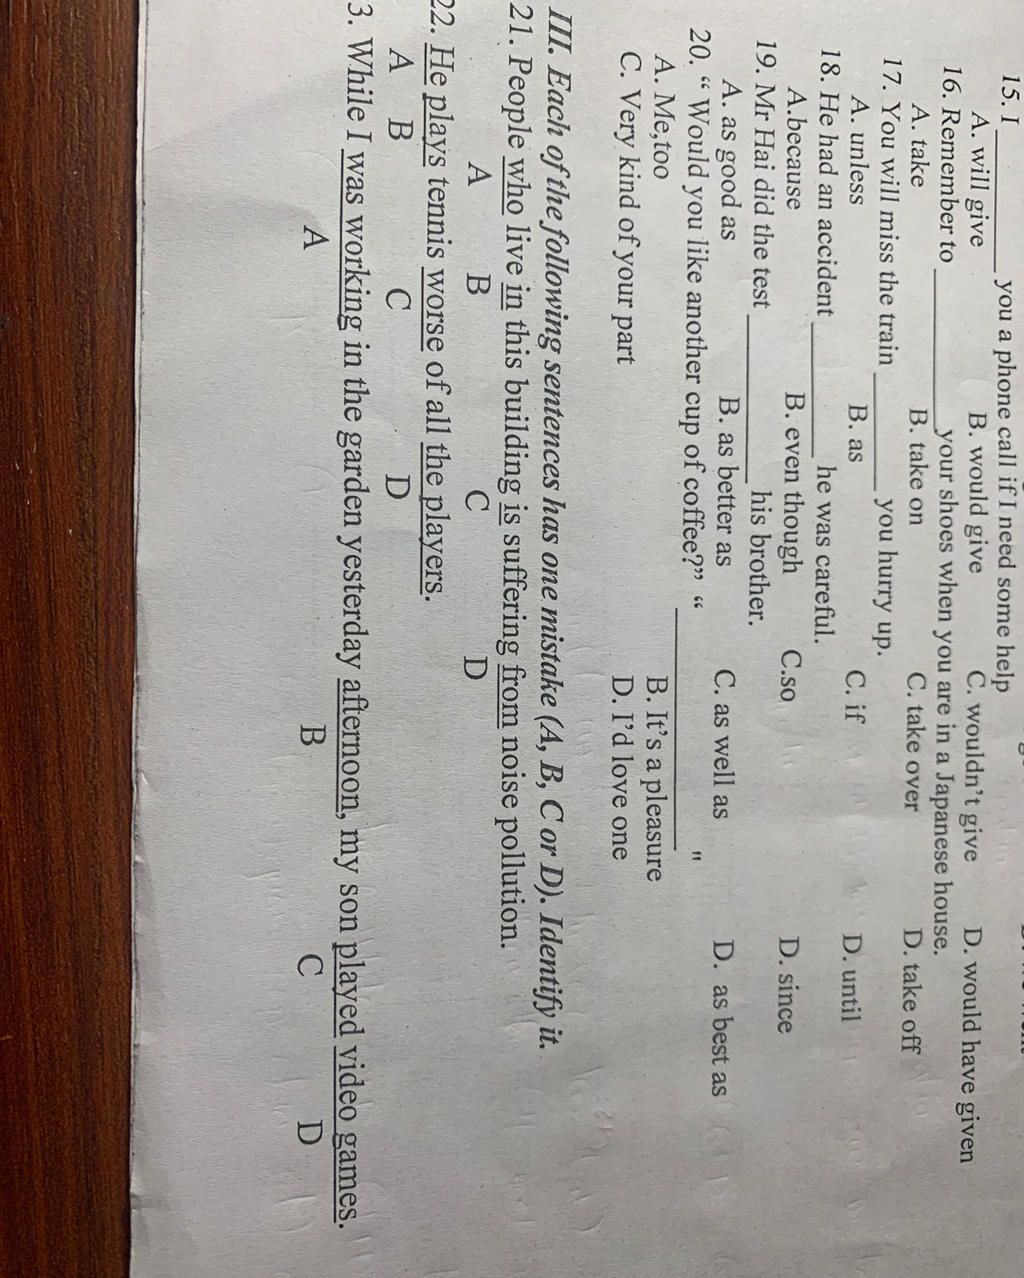 15. I __________ you a phone call if I need some help
A. will give B. would give C. wouldn't give D. would have given
16. Remember to __________ your shoes when you are in a Japanese house.
A. take B. take on C. take over D. take off
17. You will miss the train __________ you hurry up.
A. unless B. as C. if D. until
18. He had an accident __________ he was careful.
A.because B. even though C.so D. since
19. Mr Hai did the test __________ his brother.
A. as good as B. as better as C. as well as D. as best as
20. “ Would you like another cup of coffee?” “ __________ "
A. Me,too B. It's a pleasure
C. Very kind of your part D. I'd love one
III. Each of the following sentences has one mistake (A, B, C or D). Identify it.
21. People who live in this building is suffering from noise pollution.
A B C D
22. He plays tennis worse of all the players.
A B C D
3. While I was working in the garden yesterday afternoon, my son played video games.
A B C D